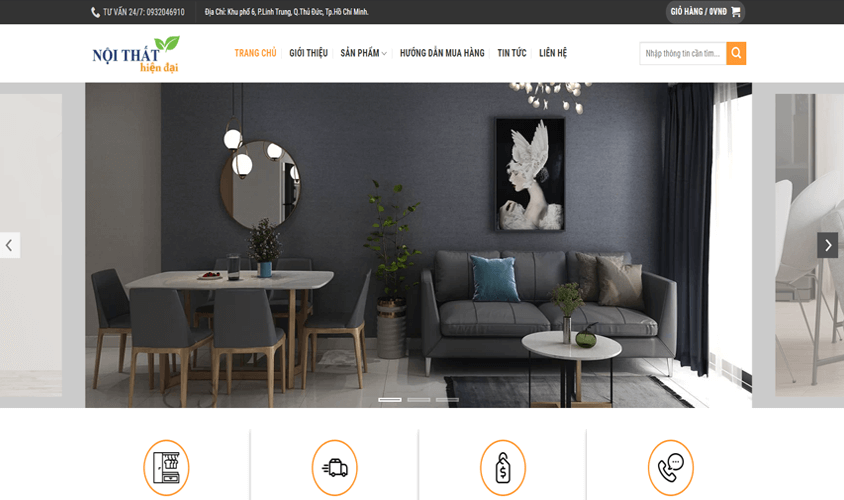 TƯ VẤN 24/7: 0932046910
Địa Chỉ: Khu phố 6, P.Linh Trung, Q.Thủ Đức, Tp.Hồ Chí Minh.
GIỎ HÀNG / 0VNĐ
NỘI THẤT
hiện đại
TRANG CHỦ
GIỚI THIỆU
SẢN PHẨM
HƯỚNG DẪN MUA HÀNG
TIN TỨC
LIÊN HỆ
Nhập thông tin cần tìm...